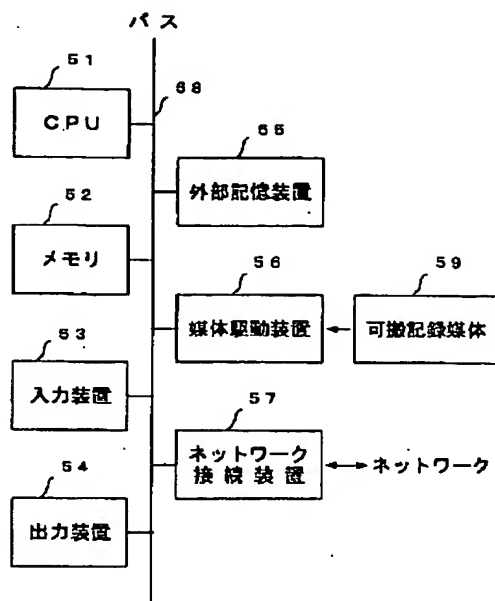 バス
51
58
CPU
55
外部記憶装置
52
メモリ
56
媒体駆動装置
59
可搬記録媒体
53
入力装置
57
ネットワーク
接続装置
ネットワーク
54
出力装置